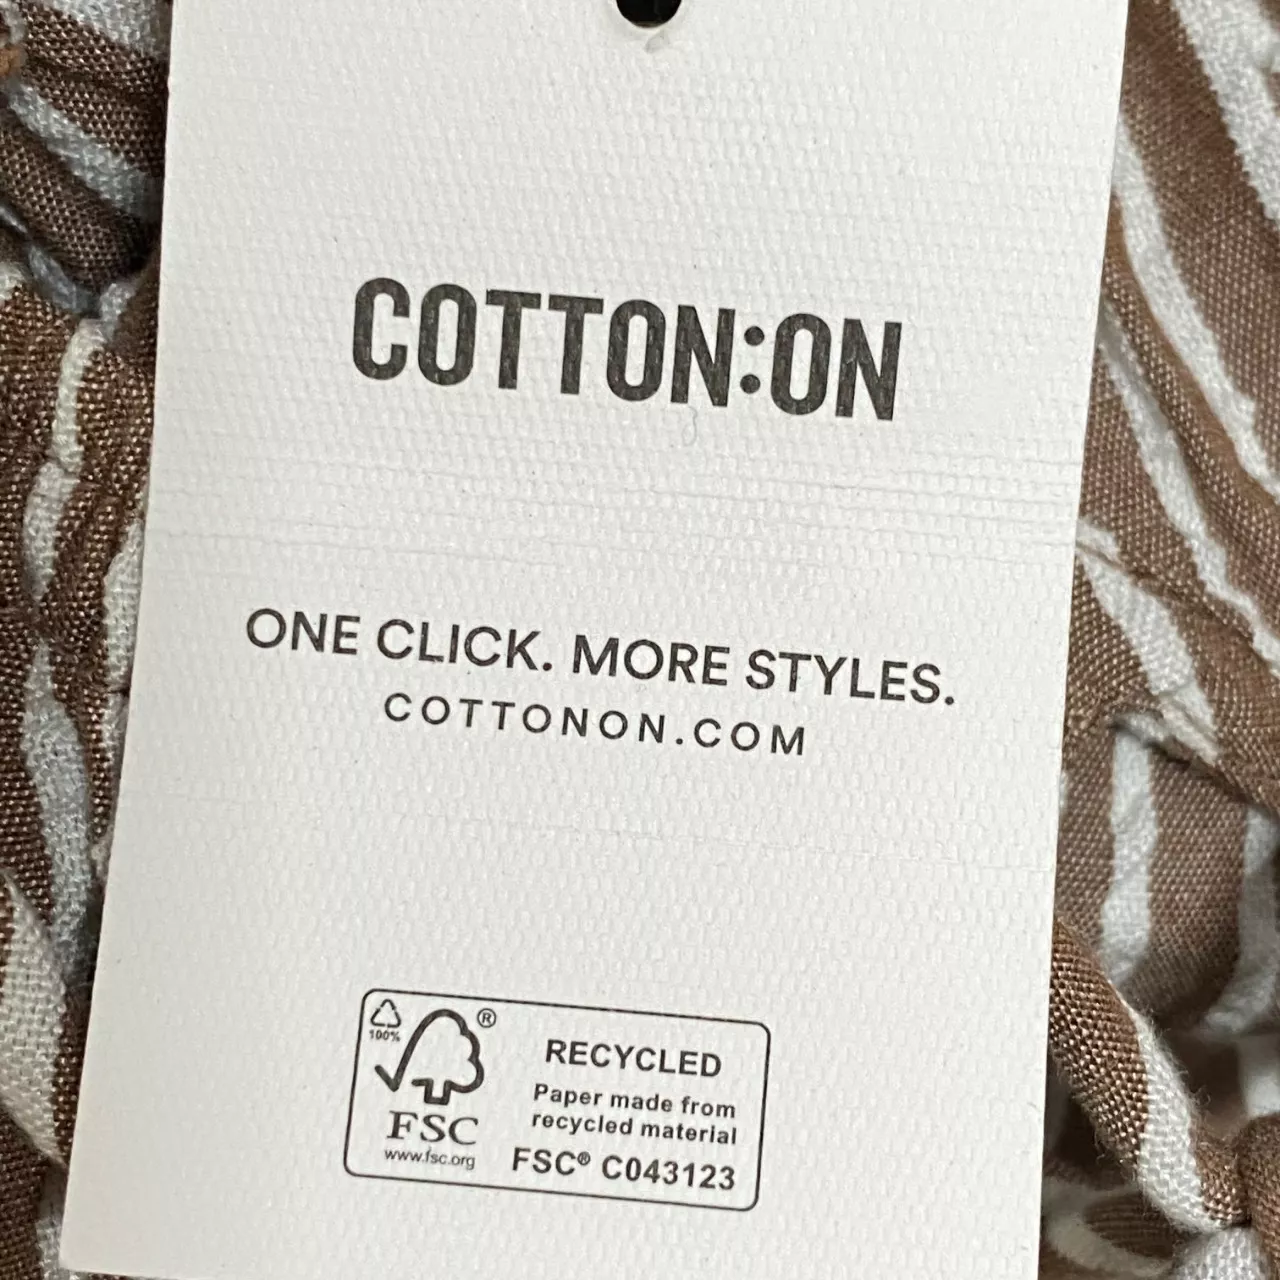 COTTON:ON
ONE CLICK. MORE STYLES.
COTTONON.COM
100%
®
FSC
www.fsc.org
RECYCLED
Paper made from
recycled material
FSC® C043123